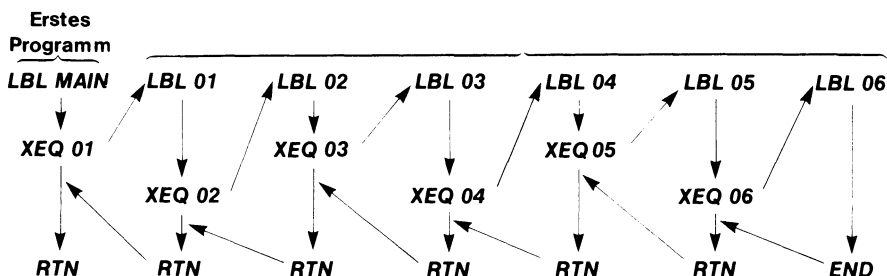 Erstes
Programm
LBL MAIN LBL 01 LBL 02 LBL 03 LBL 04 LBL 05 LBL 06
XEQ 01 XEQ 03 XEQ 05
XEQ 02 XEQ 04 XEQ 06
RTN RTN RTN RTN RTN RTN END